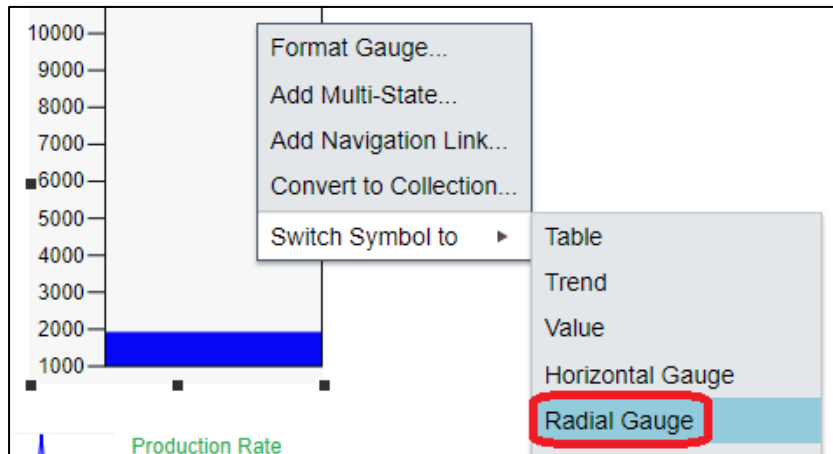 10000
9000
8000
7000
6000
5000
4000
3000
2000
1000
Format Gauge...
Add Multi-State...
Add Navigation Link...
Convert to Collection...
Switch Symbol to
Table
Trend
Value
Horizontal Gauge
Radial Gauge
Production Rate